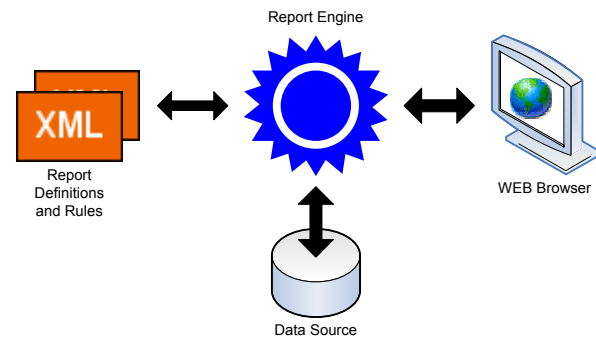 Report Engine
XML
Report
Definitions
and Rules
WEB Browser
Data Source